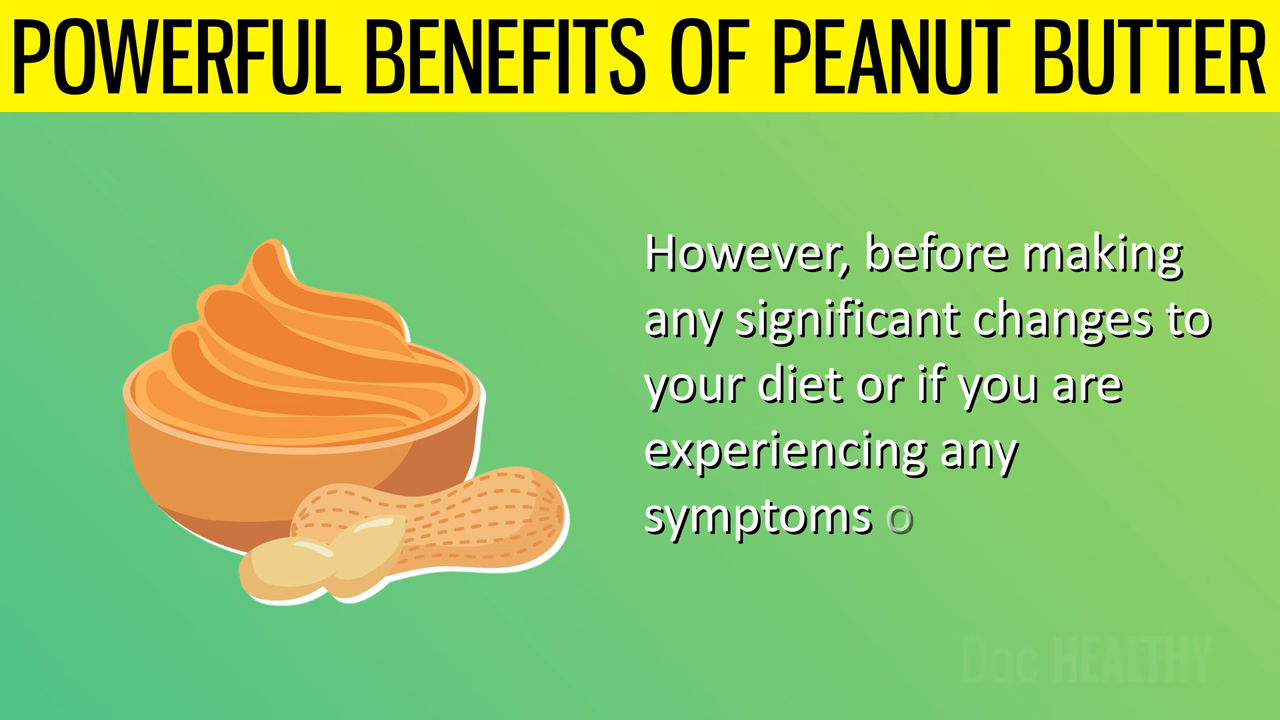 POWERFUL BENEFITS OF PEANUT BUTTER
However, before making
any significant changes to
your diet or if you are
experiencing any
symptoms o
Doc HEALTHY